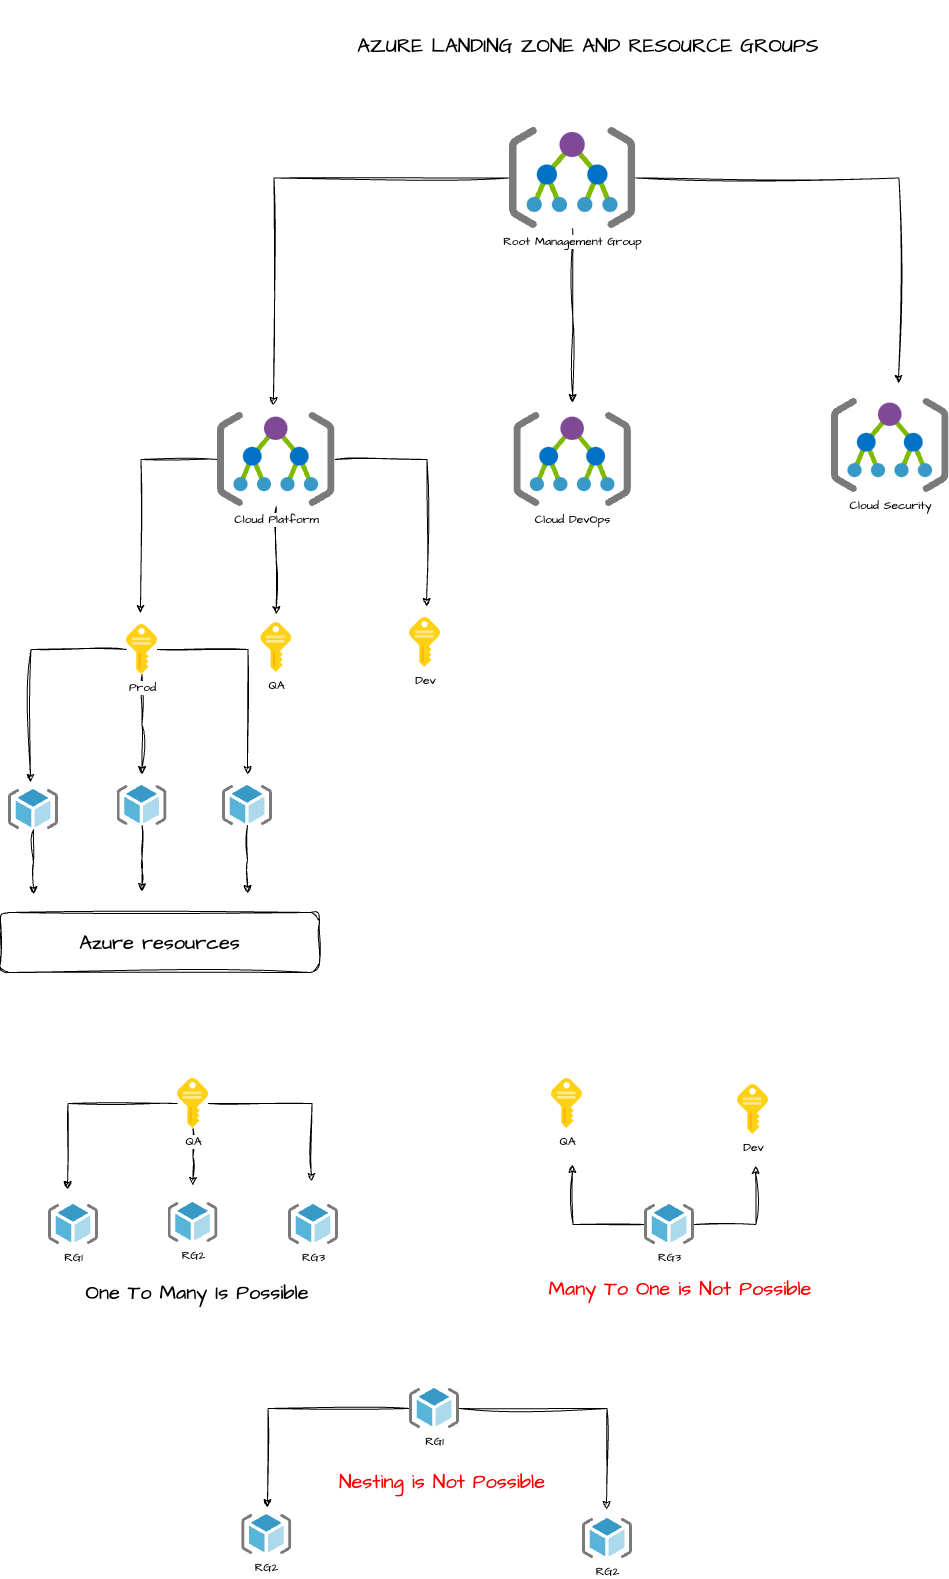 AZURE LANDING ZONE AND RESOURCE GROUPS
Root Management Group
Cloud Platform
Cloud DevOps
Cloud Security
Prod
QA
Dev
Azure resources
QA
RG1
RG2
RG3
One To Many Is Possible
QA
Dev
RG3
Many To One is Not Possible
RG1
Nesting is Not Possible
RG2
RG2